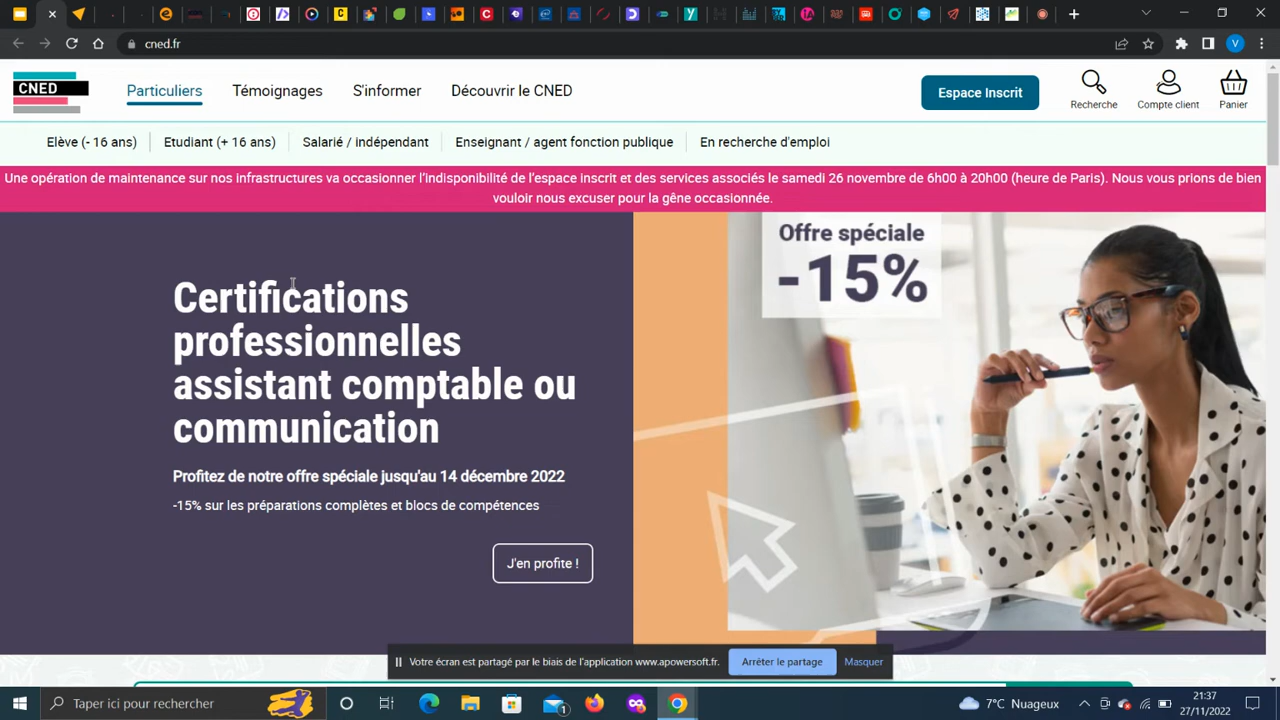 cned.fr
CNED
Particuliers
Témoignages
S'informer
Découvrir le CNED
Espace Inscrit
Recherche
Compte client
Panier
Elève (- 16 ans)
Etudiant (+ 16 ans)
Salarié / indépendant
Enseignant / agent fonction publique
En recherche d'emploi
Une opération de maintenance sur nos infrastructures va occasionner l'indisponibilité de l'espace inscrit et des services associés le samedi 26 novembre de 6h00 à 20h00 (heure de Paris). Nous vous prions de bien
vouloir nous excuser pour la gêne occasionnée.
Offre spéciale
-15%
Certifications
professionnelles
assistant comptable ou
communication
Profitez de notre offre spéciale jusqu'au 14 décembre 2022
-15% sur les préparations complètes et blocs de compétences
J'en profite !
Votre écran est partagé par le biais de l'application www.apowersoft.fr.
Arrêter le partage
Masquer
Taper ici pour rechercher
7°C Nuageux
21:37
27/11/2022